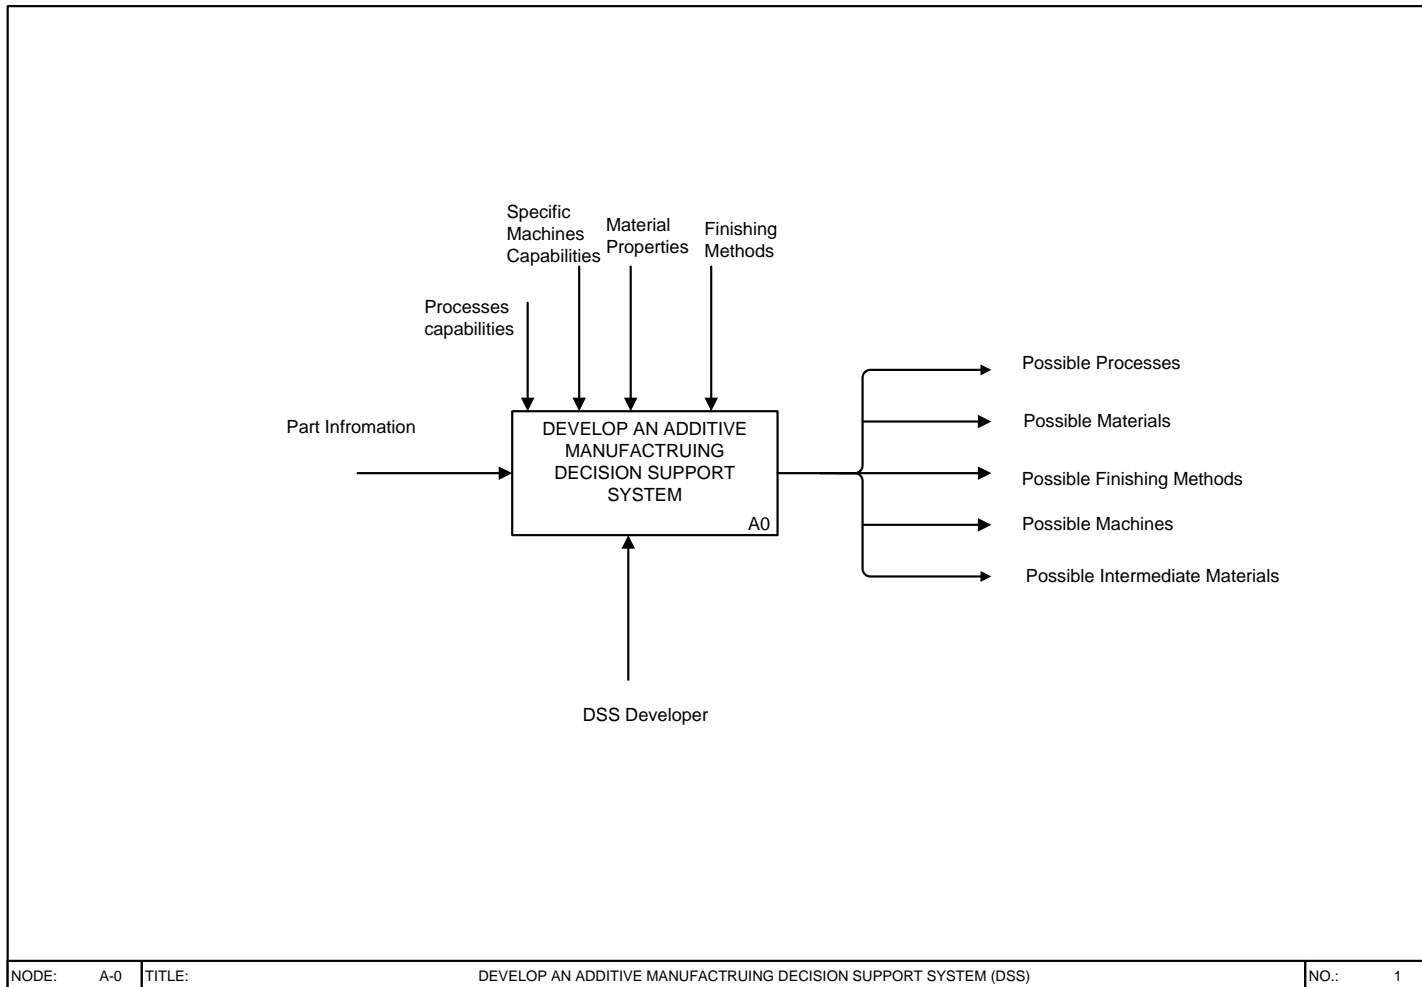 Specific
Machines
Capabilities
Material
Properties
Finishing
Methods
Processes
capabilities
Part Infromation
DEVELOP AN ADDITIVE
MANUFACTRUING
DECISION SUPPORT
SYSTEM
A0
Possible Processes
Possible Materials
Possible Finishing Methods
Possible Machines
Possible Intermediate Materials
DSS Developer
NODE: A-0 TITLE: DEVELOP AN ADDITIVE MANUFACTRUING DECISION SUPPORT SYSTEM (DSS) NO.: 1